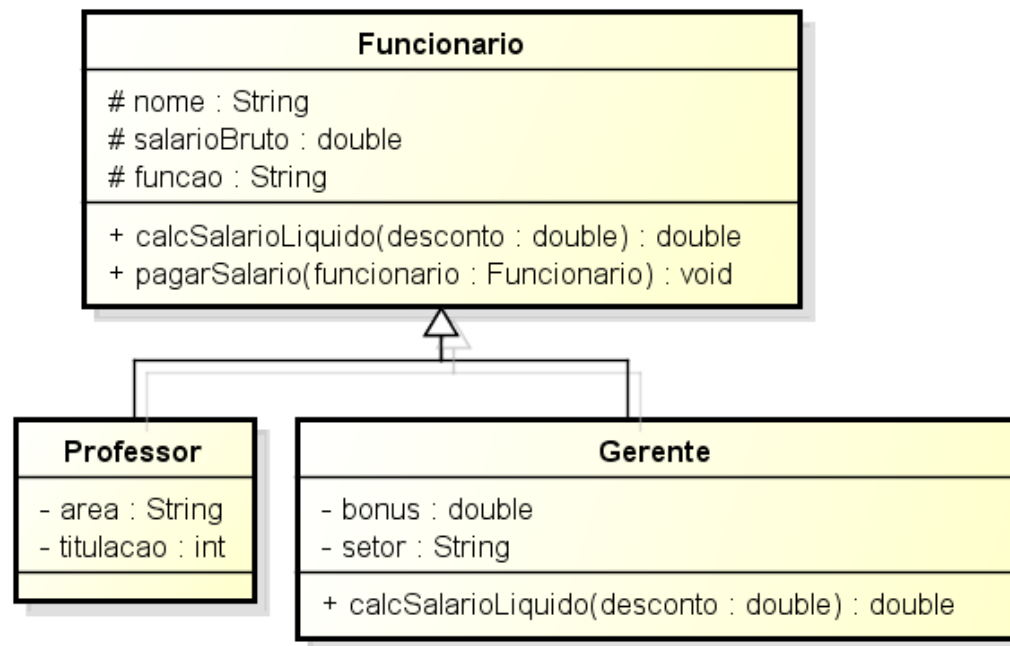 Funcionario
# nome : String
# salarioBruto : double
# funcao : String
+ calcSalarioLiquido(desconto : double) : double
+ pagarSalario(funcionario : Funcionario) : void
Professor
- area : String
- titulacao : int
Gerente
- bonus : double
- setor : String
+ calcSalarioLiquido(desconto : double) : double